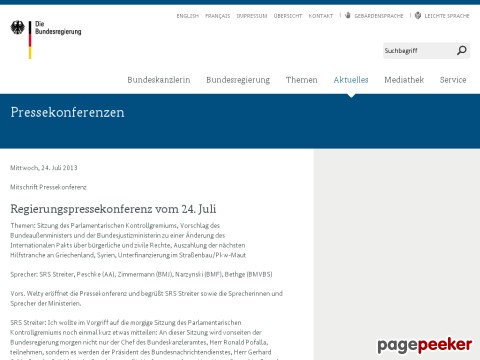 ENGLISH FRANÇAIS IMPRESSUM ÜBERSICHT KONTAKT GEBÄRDENSPRACHE LEICHTE SPRACHE
Die
Bundesregierung
Suchbegriff
Bundeskanzlerin Bundesregierung Themen Aktuelles Mediathek Service
Pressekonferenzen
Mittwoch, 24. Juli 2013
Mitschrift Pressekonferenz
Regierungspressekonferenz vom 24. Juli
Themen: Sitzung des Parlamentarischen Kontrollgremiums, Vorschlag des
Bundeaußenministers und der Bundesjustizministerin zu einer Änderung des
Internationalen Pakts über bürgerliche und zivile Rechte, Auszahlung der nächsten
Hilfstranche an Griechenland, Syrien, Unterfinanzierung im Straßenbau/Pkw-Maut
Sprecher: SRS Streiter, Peschke (AA), Zimmermann (BMJ), Narzynski (BMF), Bethge (BMVBS)
Vors. Welty eröffnet die Pressekonferenz und begrüßt SRS Streiter sowie die Sprecherinnen und
Sprecher der Ministerien.
SRS Streiter: Ich wollte im Vorgriff auf die morgige Sitzung des Parlamentarischen
Kontrollgremiums noch einmal kurz etwas mitteilen: An dieser Sitzung wird vonseiten der
Bundesregierung morgen nicht nur der Chef des Bundeskanzleramtes, Herr Ronald Pofalla,
teilnehmen, sondern es werden der Präsident des Bundesnachrichtendienstes, Herr Gerhard
pagepeeker